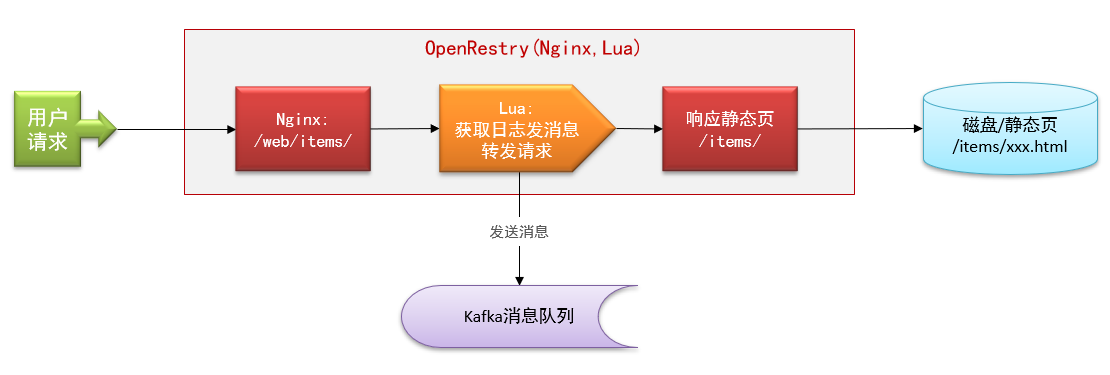 OpenRestry(Nginx,Lua)
用户
请求
Nginx:
/web/items/
Lua:
获取日志发消息
转发请求
响应静态页
/items/
磁盘/静态页
/items/xxx.html
发送消息
Kafka消息队列